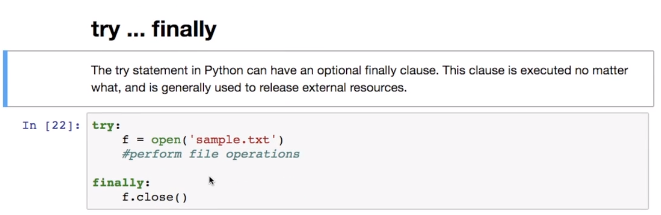 try ... finally
The try statement in Python can have an optional finally clause. This clause is executed no matter
what, and is generally used to release external resources.
In [22]: try:
    f = open('sample.txt')
    #perform file operations
finally:
    f.close()